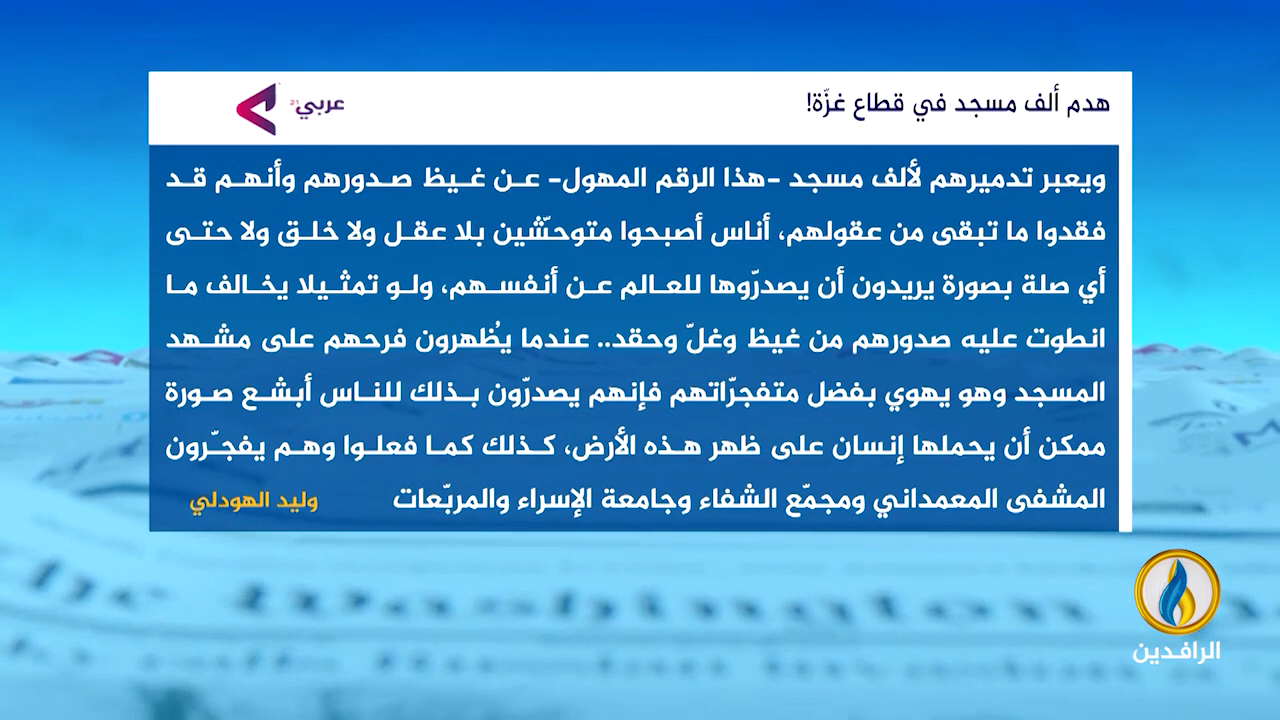 هدم ألف مسجد في قطاع غزّة!
عربي21
ويعبر تدميرهم لألف مسجد -هذا الرقم المهول- عن غيظ صدورهم وأنهم قد
فقدوا ما تبقى من عقولهم، أناس أصبحوا متوحشّين بلا عقل ولا خلق ولا حتى
أي صلة بصورة يريدون أن يصدرّوها للعالم عن أنفسهم، ولو تمثيلا يخالف ما
انطوت عليه صدورهم من غيظ وغلّ وحقد.. عندما يُظهرون فرحهم على مشهد
المسجد وهو يهوي بفضل متفجرّاتهم فإنهم يصدرّون بذلك للناس أبشع صورة
ممكن أن يحملها إنسان على ظهر هذه الأرض، كذلك كما فعلوا وهم يفجّرون
المشفى المعمداني ومجمّع الشفاء وجامعة الإسراء والمربّعات
وليد الهودلي
the Washington
الرافدين